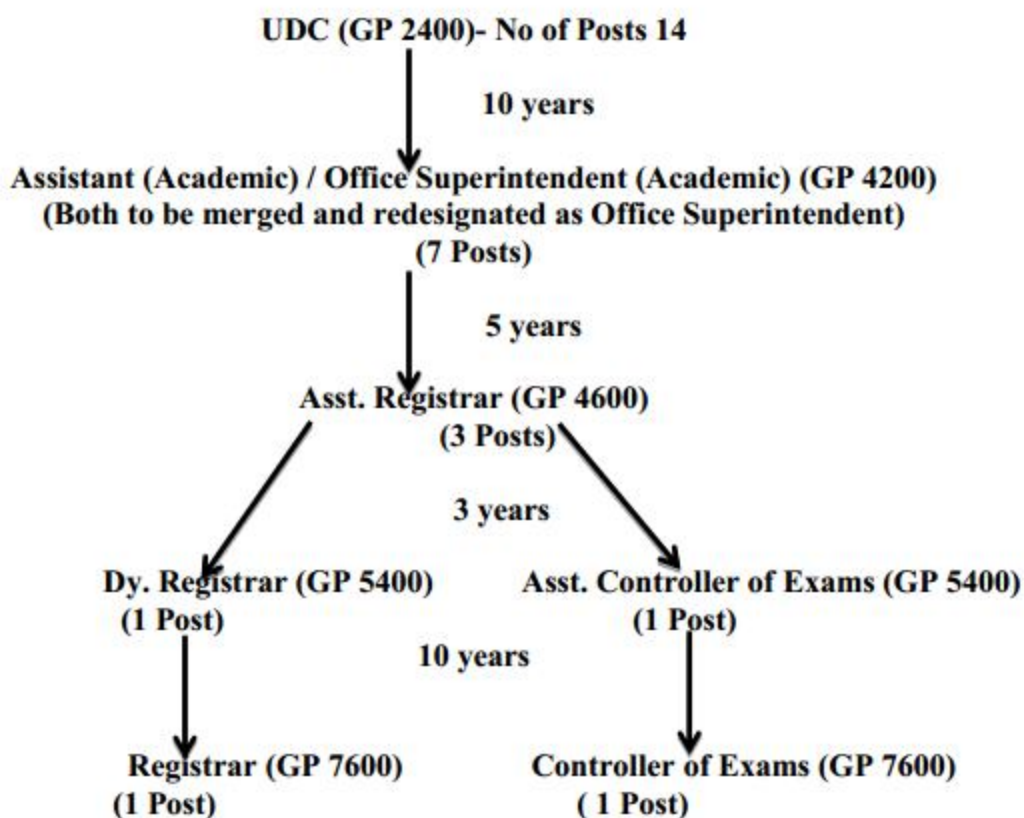 UDC (GP 2400)- No of Posts 14
10 years
Assistant (Academic) / Office Superintendent (Academic) (GP 4200)
(Both to be merged and redesignated as Office Superintendent)
(7 Posts)
5 years
Asst. Registrar (GP 4600)
(3 Posts)
3 years
Dy. Registrar (GP 5400) Asst. Controller of Exams (GP 5400)
(1 Post) (1 Post)
10 years
Registrar (GP 7600) Controller of Exams (GP 7600)
(1 Post) ( 1 Post)